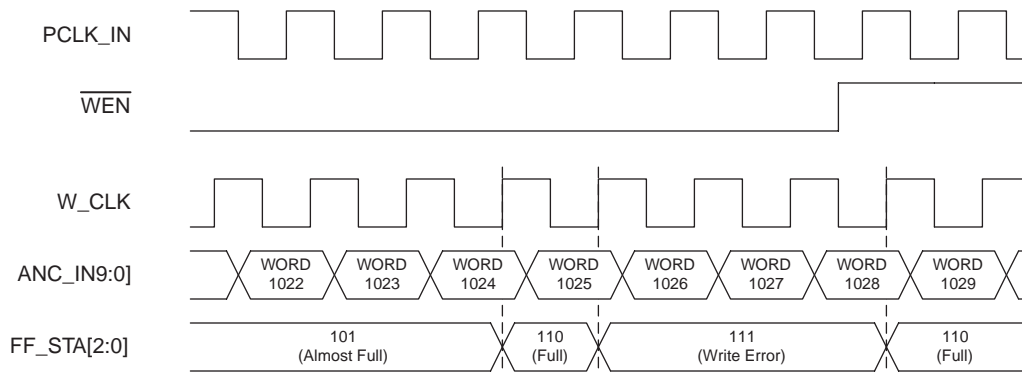 PCLK_IN
WEN
W_CLK
ANC_IN9:0]
WORD 1022
WORD 1023
WORD 1024
WORD 1025
WORD 1026
WORD 1027
WORD 1028
WORD 1029
FF_STA[2:0]
101
(Almost Full)
110
(Full)
111
(Write Error)
110
(Full)